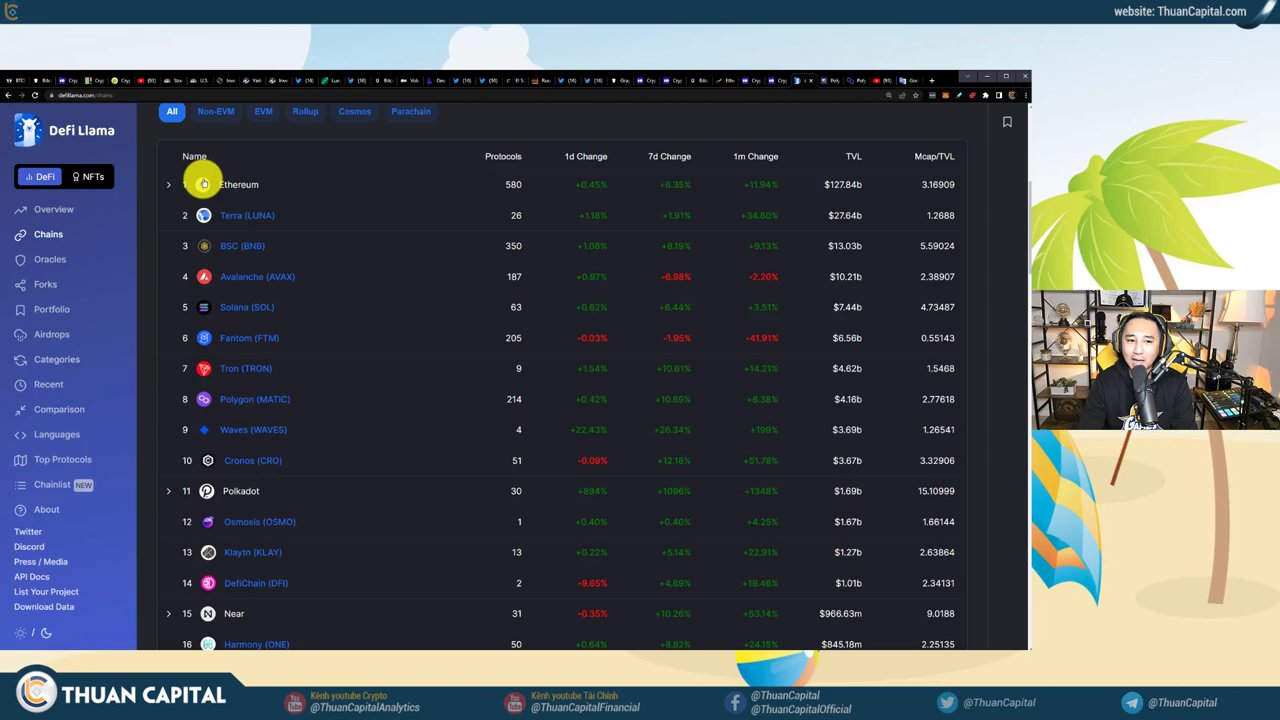 website: ThuanCapital.com
defillama.com/chains
Defi Llama
DeFi
NFTs
Overview
Chains
Oracles
Forks
Portfolio
Airdrops
Categories
Recent
Comparison
Languages
Top Protocols
Chainlist NEW
About
Twitter
Discord
Press / Media
API Docs
List Your Project
Download Data
/
All Non-EVM EVM Rollup Cosmos Parachain
Name Protocols 1d Change 7d Change 1m Change TVL Mcap/TVL
1 Ethereum 580 +0.45% +6.35% +11.94% $127.84b 3.16909
2 Terra (LUNA) 26 +1.18% +1.91% +34.80% $27.64b 1.2688
3 BSC (BNB) 350 +1.08% +8.19% +9.13% $13.03b 5.59024
4 Avalanche (AVAX) 187 +0.97% -6.98% -2.20% $10.21b 2.38907
5 Solana (SOL) 63 +0.62% +6.44% +3.51% $7.44b 4.73487
6 Fantom (FTM) 205 -0.03% -1.95% -41.91% $6.56b 0.55143
7 Tron (TRON) 9 +1.54% +10.61% +14.21% $4.62b 1.5468
8 Polygon (MATIC) 214 +0.42% +10.69% +6.38% $4.16b 2.77618
9 Waves (WAVES) 4 +22.43% +26.34% +199% $3.69b 1.26541
10 Cronos (CRO) 51 -0.09% +12.18% +51.78% $3.67b 3.32906
11 Polkadot 30 +894% +1096% +1348% $1.69b 15.10999
12 Osmosis (OSMO) 1 +0.40% +0.40% +4.25% $1.67b 1.66144
13 Klaytn (KLAY) 13 +0.22% +5.14% +22.91% $1.27b 2.63864
14 DefiChain (DFI) 2 -9.65% +4.69% +19.46% $1.01b 2.34131
15 Near 31 -0.35% +10.26% +53.14% $966.63m 9.0188
16 Harmony (ONE) 50 +0.64% +8.82% +24.15% $845.18m 2.25135
THUAN CAPITAL
Kênh youtube Crypto
@ThuanCapitalAnalytics
Kênh youtube Tài Chính
@ThuanCapitalFinancial
@ThuanCapital
@ThuanCapitalOfficial
@ThuanCapital
@ThuanCapital